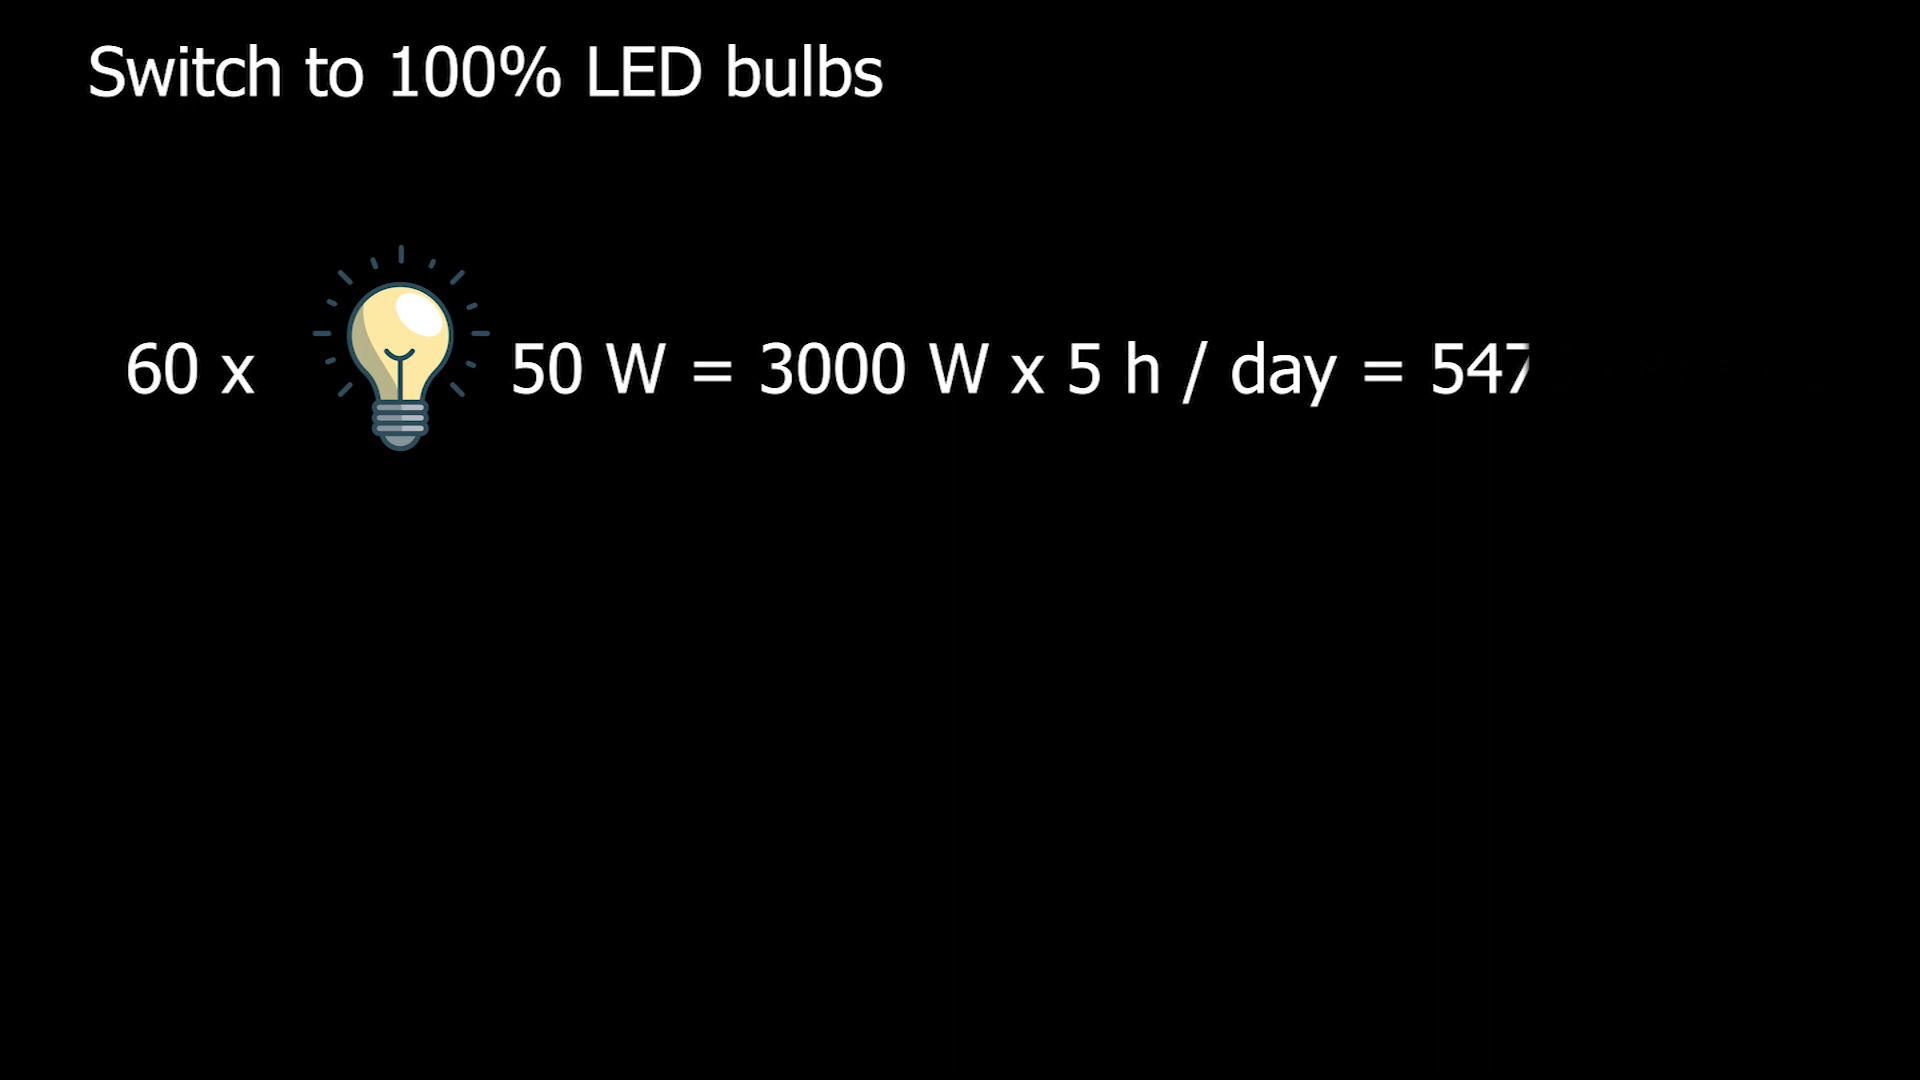 Switch to 100% LED bulbs
60 x 50 W = 3000 W x 5 h / day = 547